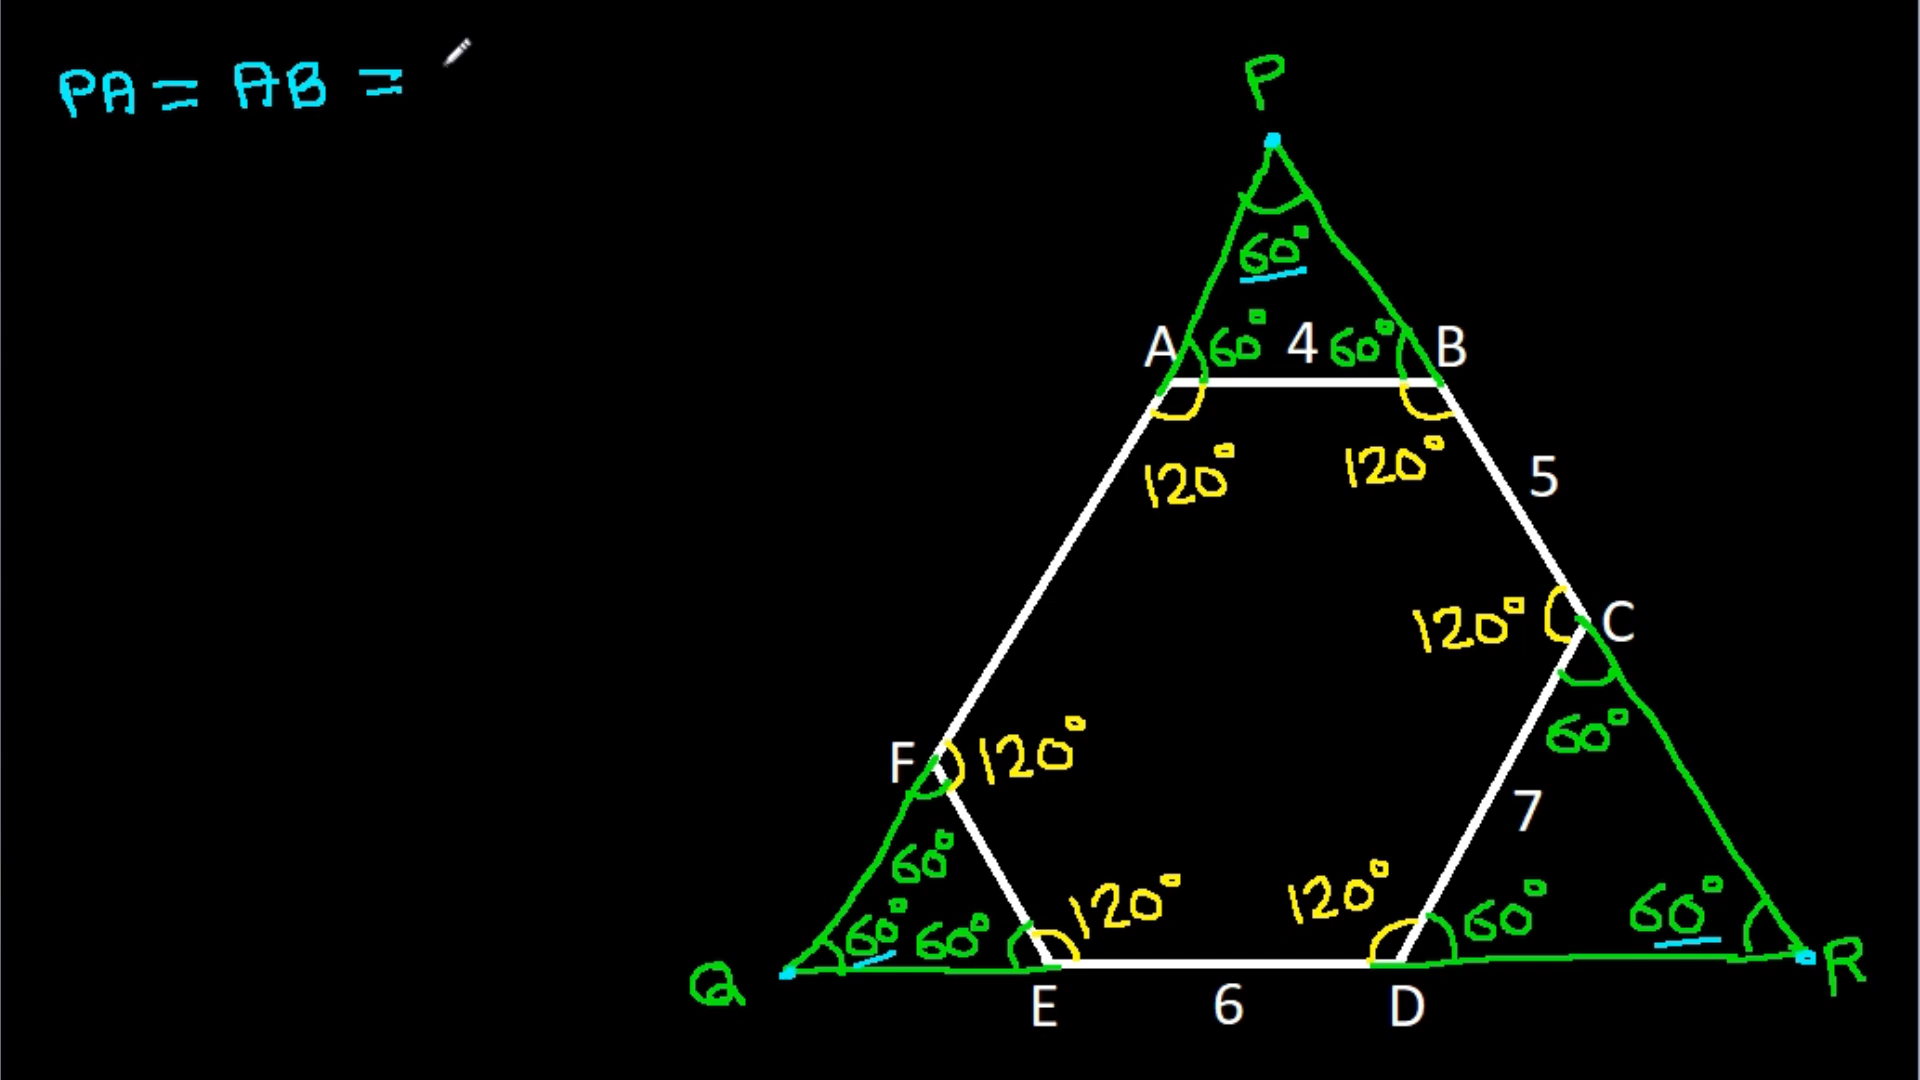 PA = AB =
P
60°
A 60° 4 60° B
120° 120°
5
120° C
60°
F 120°
7
60°
60° 60° 120° 120° 60° 60°
Q R
E 6 D